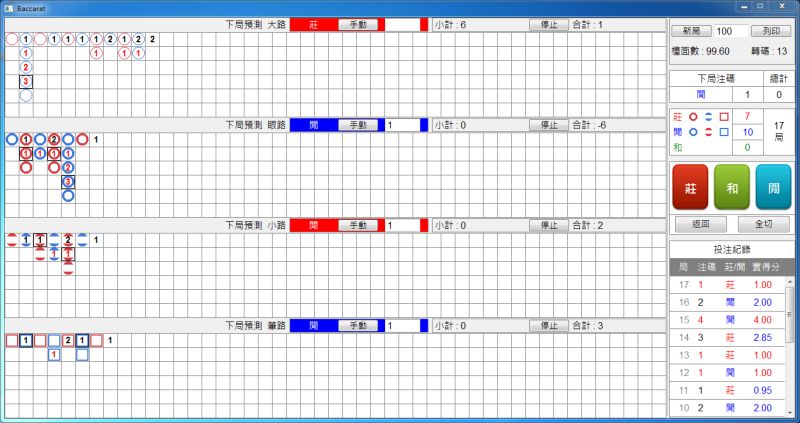 Baccarat
下局預測 大路 莊 手動 小計 : 6 停止 合計 : 1
1 1 1 1 1 2 1 2 2
1 1 1 1
2
3
下局預測 眼路 閒 手動 1 小計 : 0 停止 合計 : -6
1 2 1
1 1 1 1
2
3
下局預測 小路 閒 手動 1 小計 : 0 停止 合計 : 2
1 1 2 1
1 1
下局預測 筆路 閒 手動 1 小計 : 0 停止 合計 : 3
1 2 1 1
1
新局 100 列印
檯面數 : 99.60 轉碼 : 13
下局注碼 總計
閒 1 0
莊 7
閒 10
和 0
17
局
莊 和 閒
返回 全切
投注紀錄
局 注碼 莊/閒 實得分
17 1 莊 1.00
16 2 閒 2.00
15 4 閒 4.00
14 3 莊 2.85
13 1 莊 1.00
12 1 閒 1.00
11 1 莊 0.95
10 2 閒 2.00